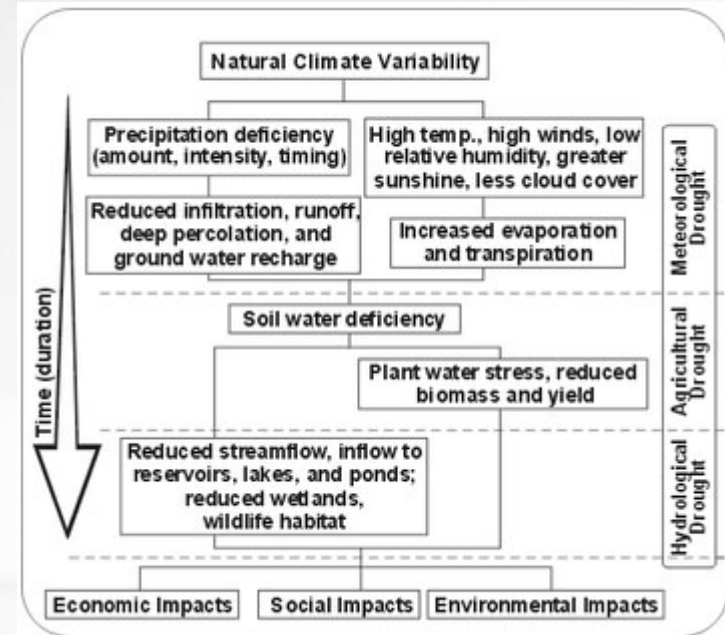 Natural Climate Variability
Precipitation deficiency
(amount, intensity, timing)
High temp., high winds, low
relative humidity, greater
sunshine, less cloud cover
Reduced infiltration, runoff,
deep percolation, and
ground water recharge
Increased evaporation
and transpiration
Soil water deficiency
Plant water stress, reduced
biomass and yield
Reduced streamflow, inflow to
reservoirs, lakes, and ponds;
reduced wetlands,
wildlife habitat
Economic Impacts
Social Impacts
Environmental Impacts
Time (duration)
Meteorological
Drought
Agricultural
Drought
Hydrological
Drought